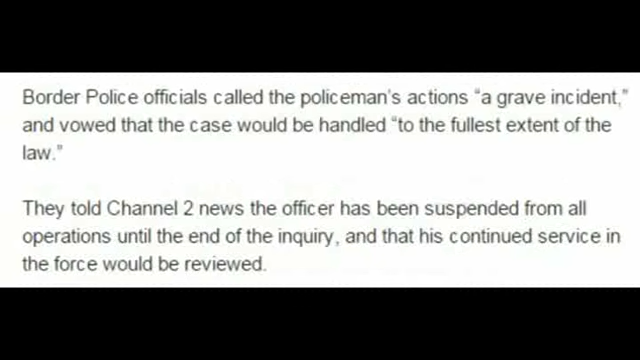 Border Police officials called the policeman's actions “a grave incident,”
and vowed that the case would be handled “to the fullest extent of the
law.”
They told Channel 2 news the officer has been suspended from all
operations until the end of the inquiry, and that his continued service in
the force would be reviewed.